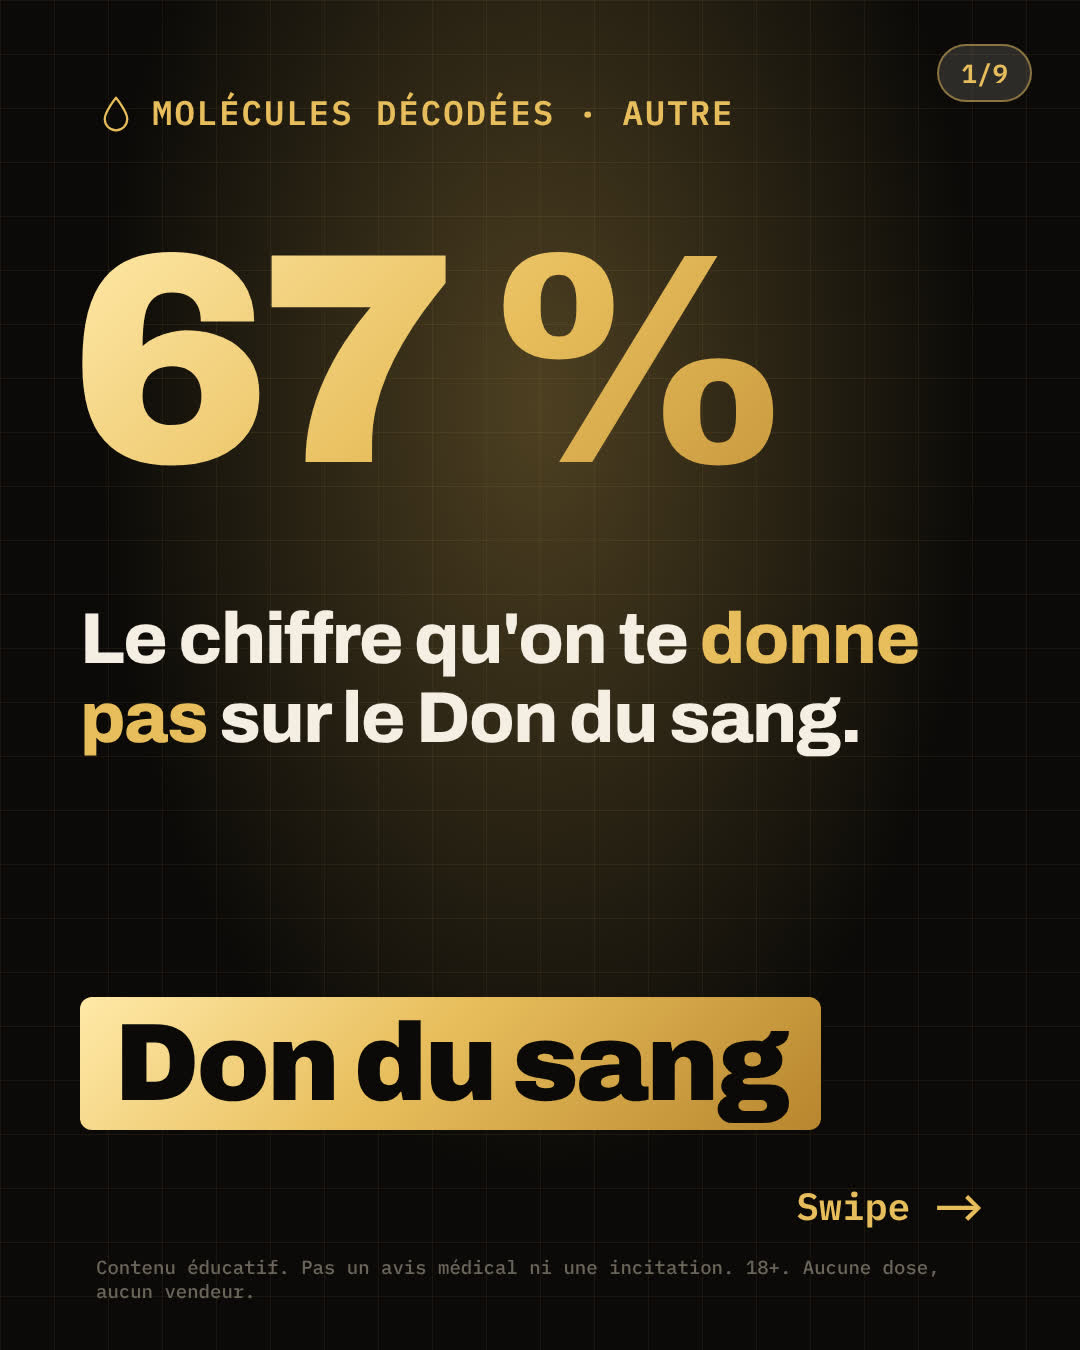 1/9
MOLÉCULES DÉCODÉES · AUTRE
67 %
Le chiffre qu'on te donne
pas sur le Don du sang.
Don du sang
Swipe →
Contenu éducatif. Pas un avis médical ni une incitation. 18+. Aucune dose,
aucun vendeur.